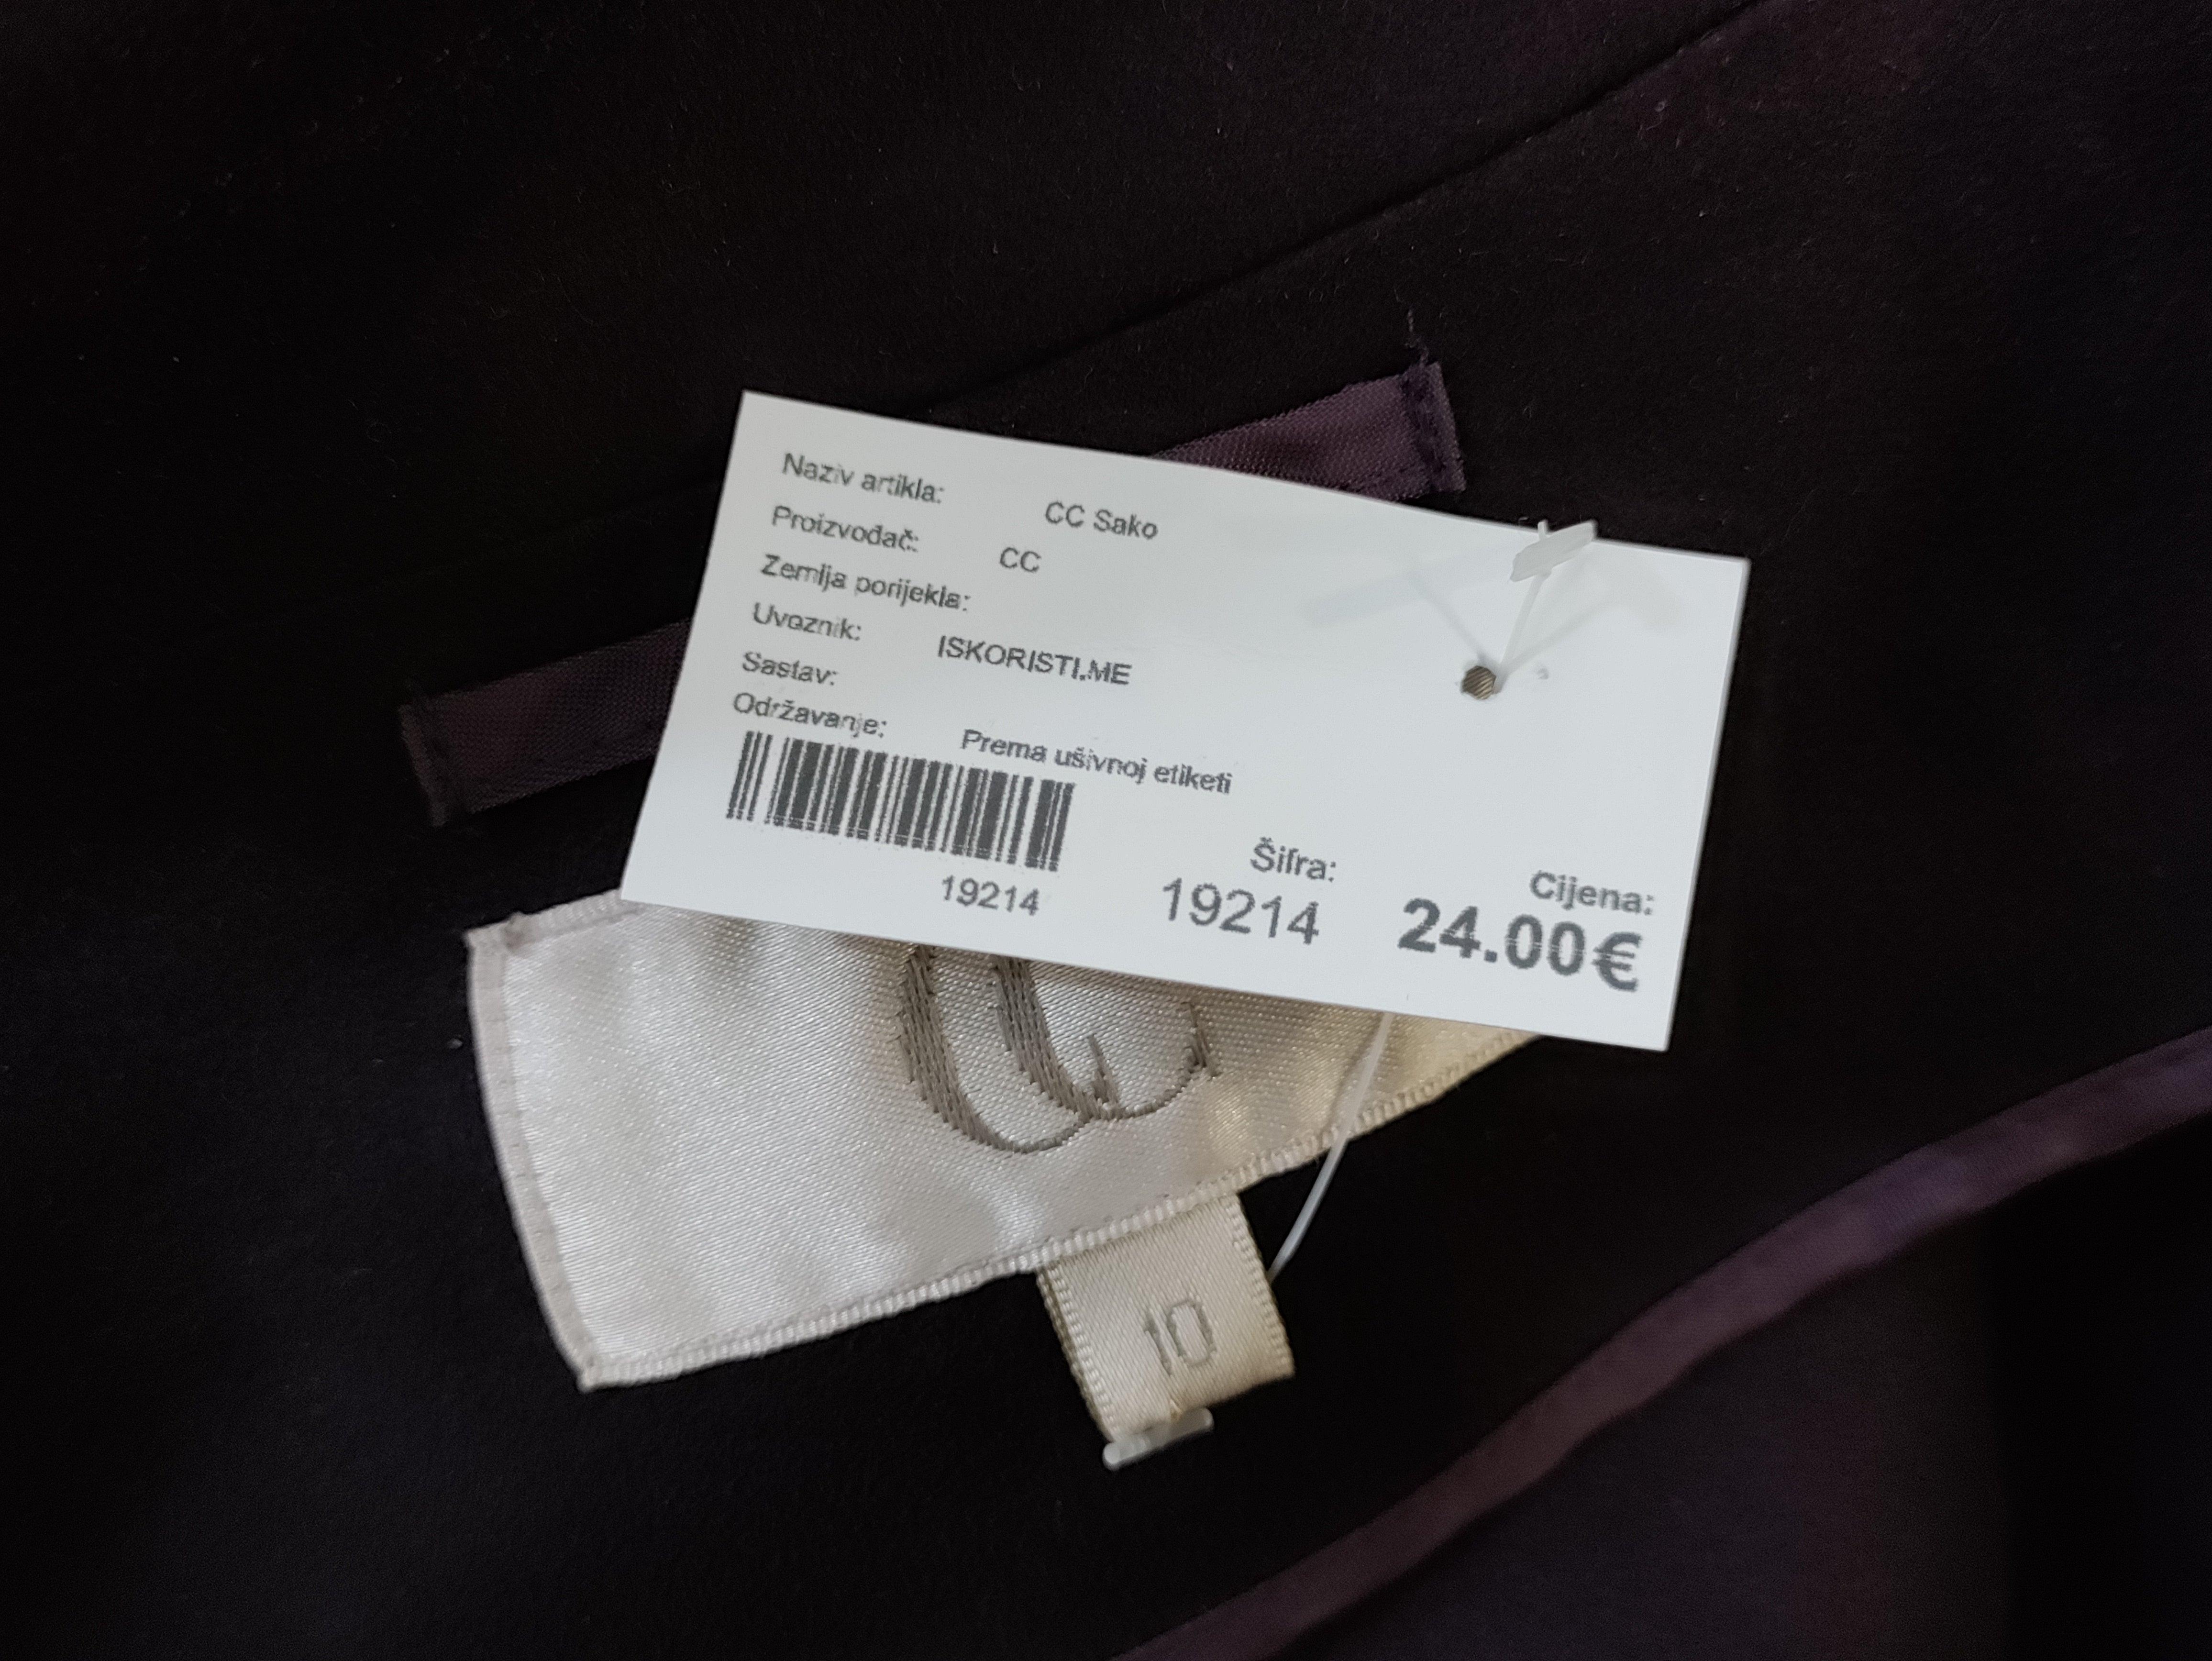 Naziv artikla: CC Sako
Proizvođač: CC
Zemlja porijekla:
Uvoznik: ISKORISTI.ME
Sastav:
Održavanje: Prema ušivnoj etiketi
19214
Šifra:
19214
Cijena:
24.00€
10